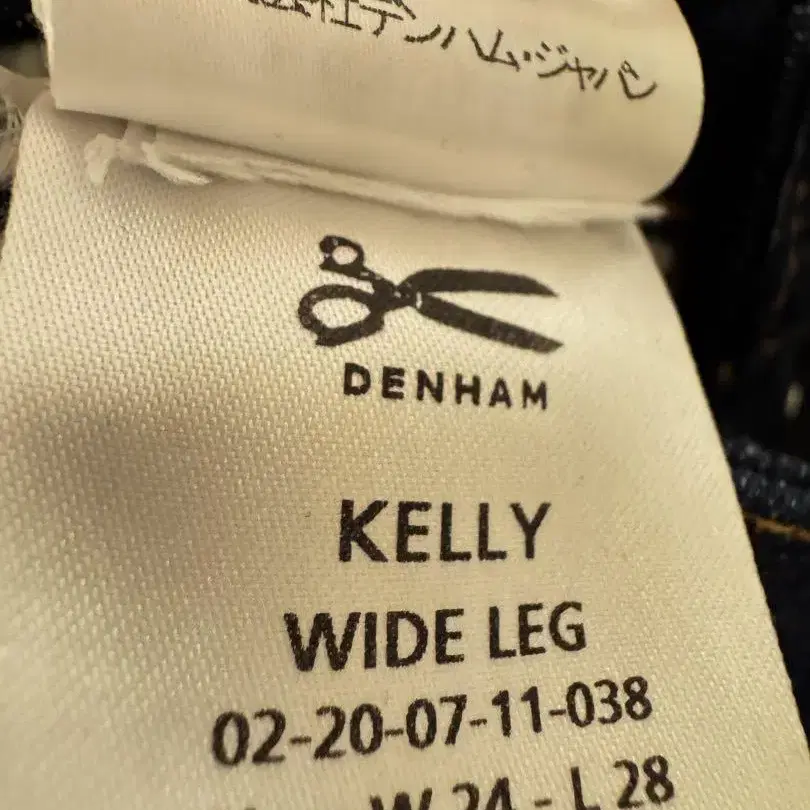 デンハム・ジャパン
DENHAM
KELLY
WIDE LEG
02-20-07-11-038
W 24 - L 28